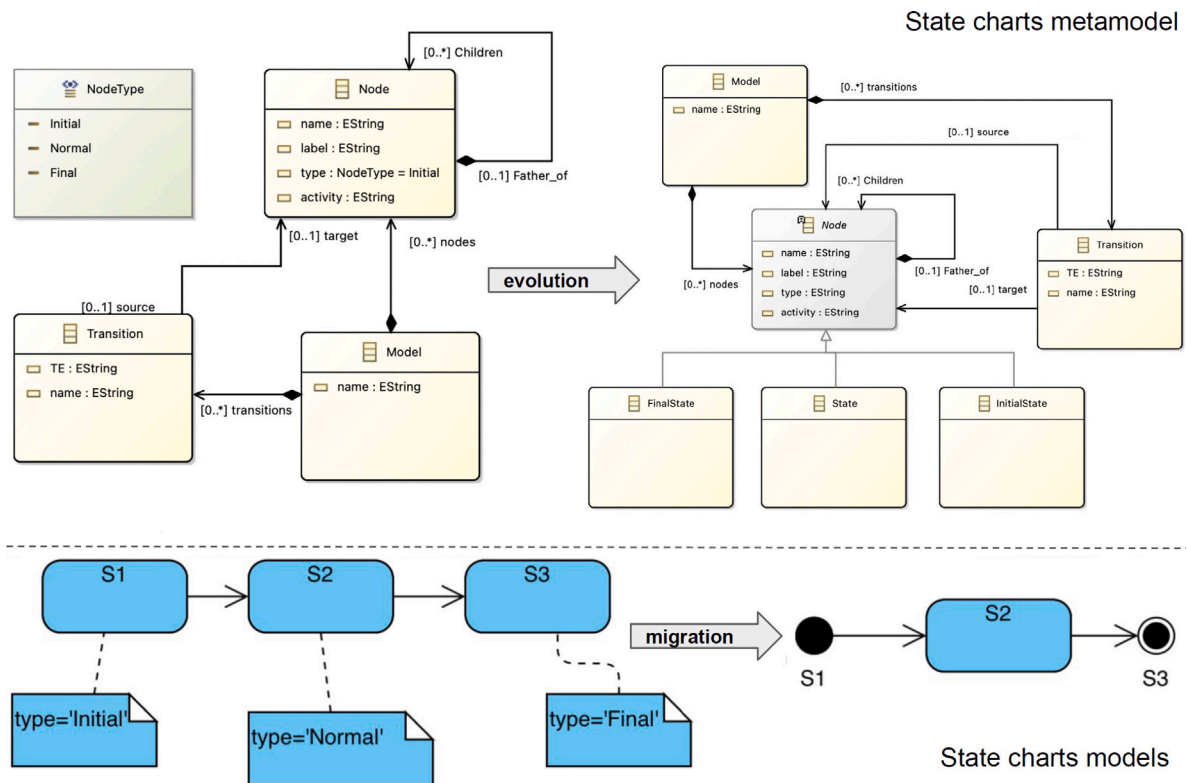 State charts metamodel
[0..*] Children
NodeType
Initial
Normal
Final
Node
name : EString
label : EString
type : NodeType = Initial
activity : EString
[0..1] Father_of
[0..1] target
[0..*] nodes
[0..1] source
Transition
TE : EString
name : EString
[0..*] transitions
Model
name : EString
evolution
Model
name : EString
[0..*] transitions
[0..1] source
[0..*] Children
Node
name : EString
label : EString
type : EString
activity : EString
[0..1] Father_of
[0..*] nodes
[0..1] target
Transition
TE : EString
name : EString
FinalState
State
InitialState
S1
S2
S3
type='Initial'
type='Normal'
type='Final'
migration
S1
S2
S3
State charts models